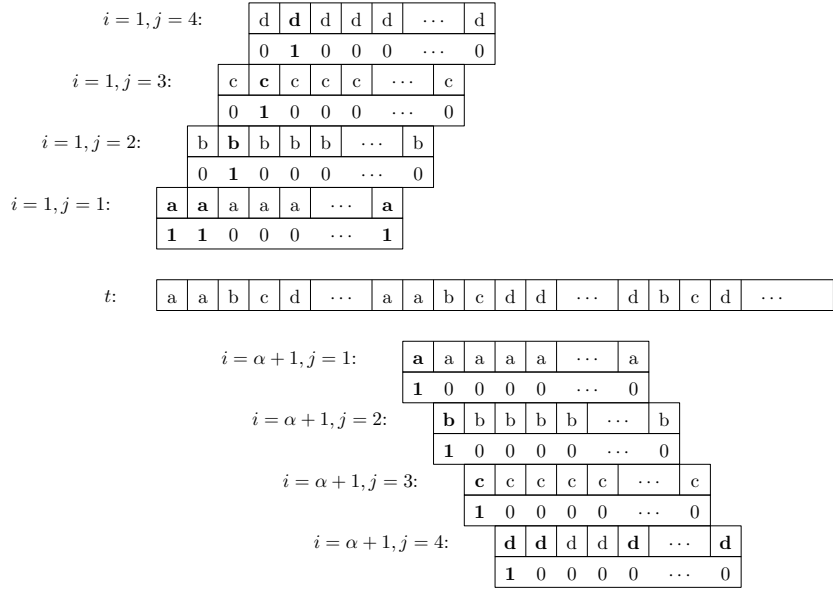 i = 1, j = 4: d d d d d ⋯ d
0 1 0 0 0 ⋯ 0
i = 1, j = 3: c c c c c ⋯ c
0 1 0 0 0 ⋯ 0
i = 1, j = 2: b b b b b ⋯ b
0 1 0 0 0 ⋯ 0
i = 1, j = 1: a a a a a ⋯ a
1 1 0 0 0 ⋯ 1
t: a a b c d ⋯ a a b c d d ⋯ d b c d ⋯
i = α + 1, j = 1: a a a a a ⋯ a
1 0 0 0 0 ⋯ 0
i = α + 1, j = 2: b b b b b ⋯ b
1 0 0 0 0 ⋯ 0
i = α + 1, j = 3: c c c c c ⋯ c
1 0 0 0 0 ⋯ 0
i = α + 1, j = 4: d d d d d ⋯ d
1 0 0 0 0 ⋯ 0